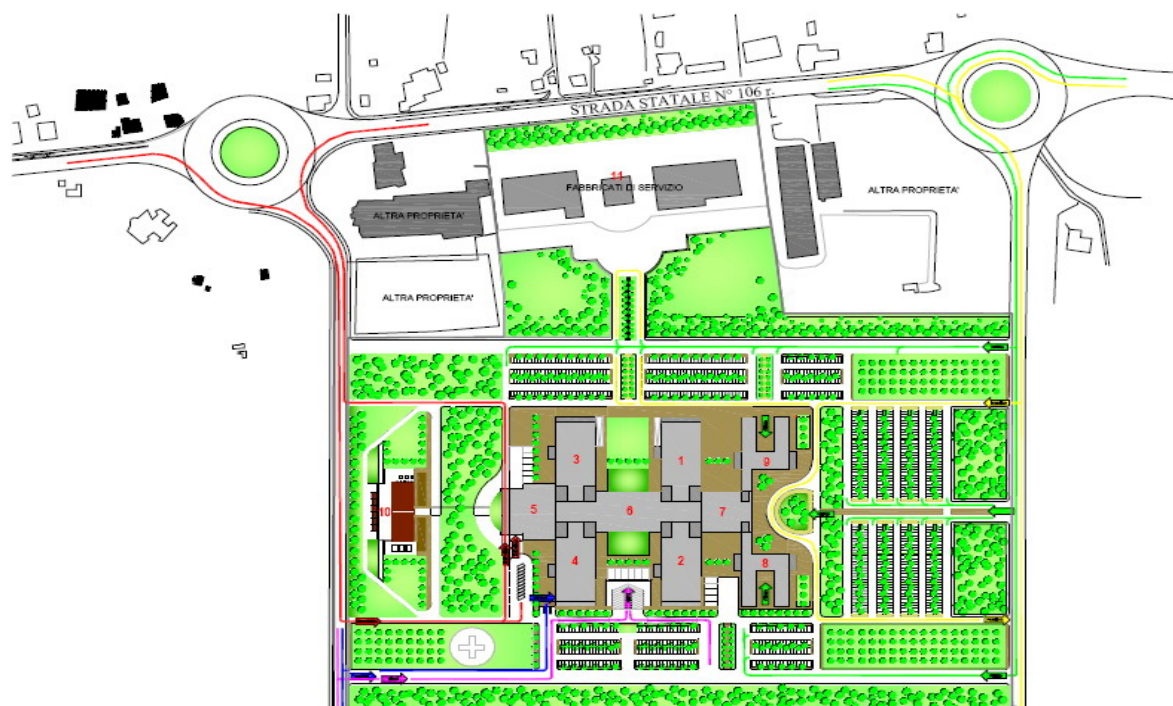 STRADA STATALE N° 106 r.
11
FABBRICATI DI SERVIZIO
ALTRA PROPRIETA'
ALTRA PROPRIETA'
ALTRA PROPRIETA'
3
1
9
10
5
6
7
4
2
8